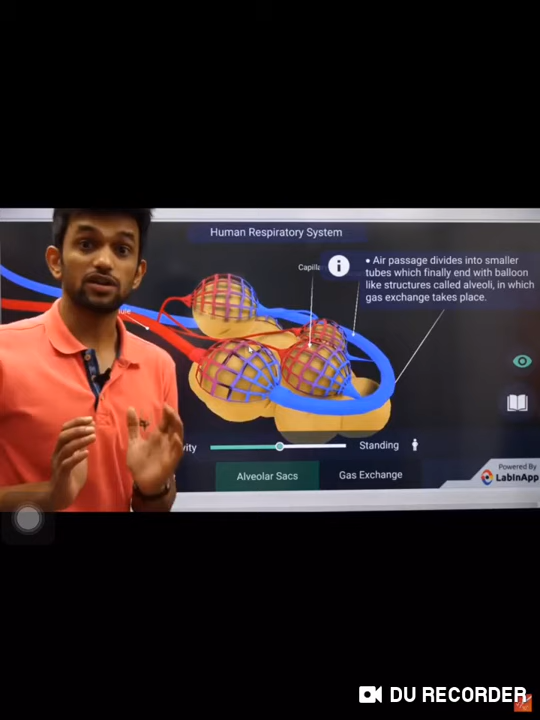 Human Respiratory System
• Air passage divides into smaller
tubes which finally end with balloon
like structures called alveoli, in which
gas exchange takes place.
Standing
Alveolar Sacs
Gas Exchange
Powered By
LabInApp
DU RECORDER